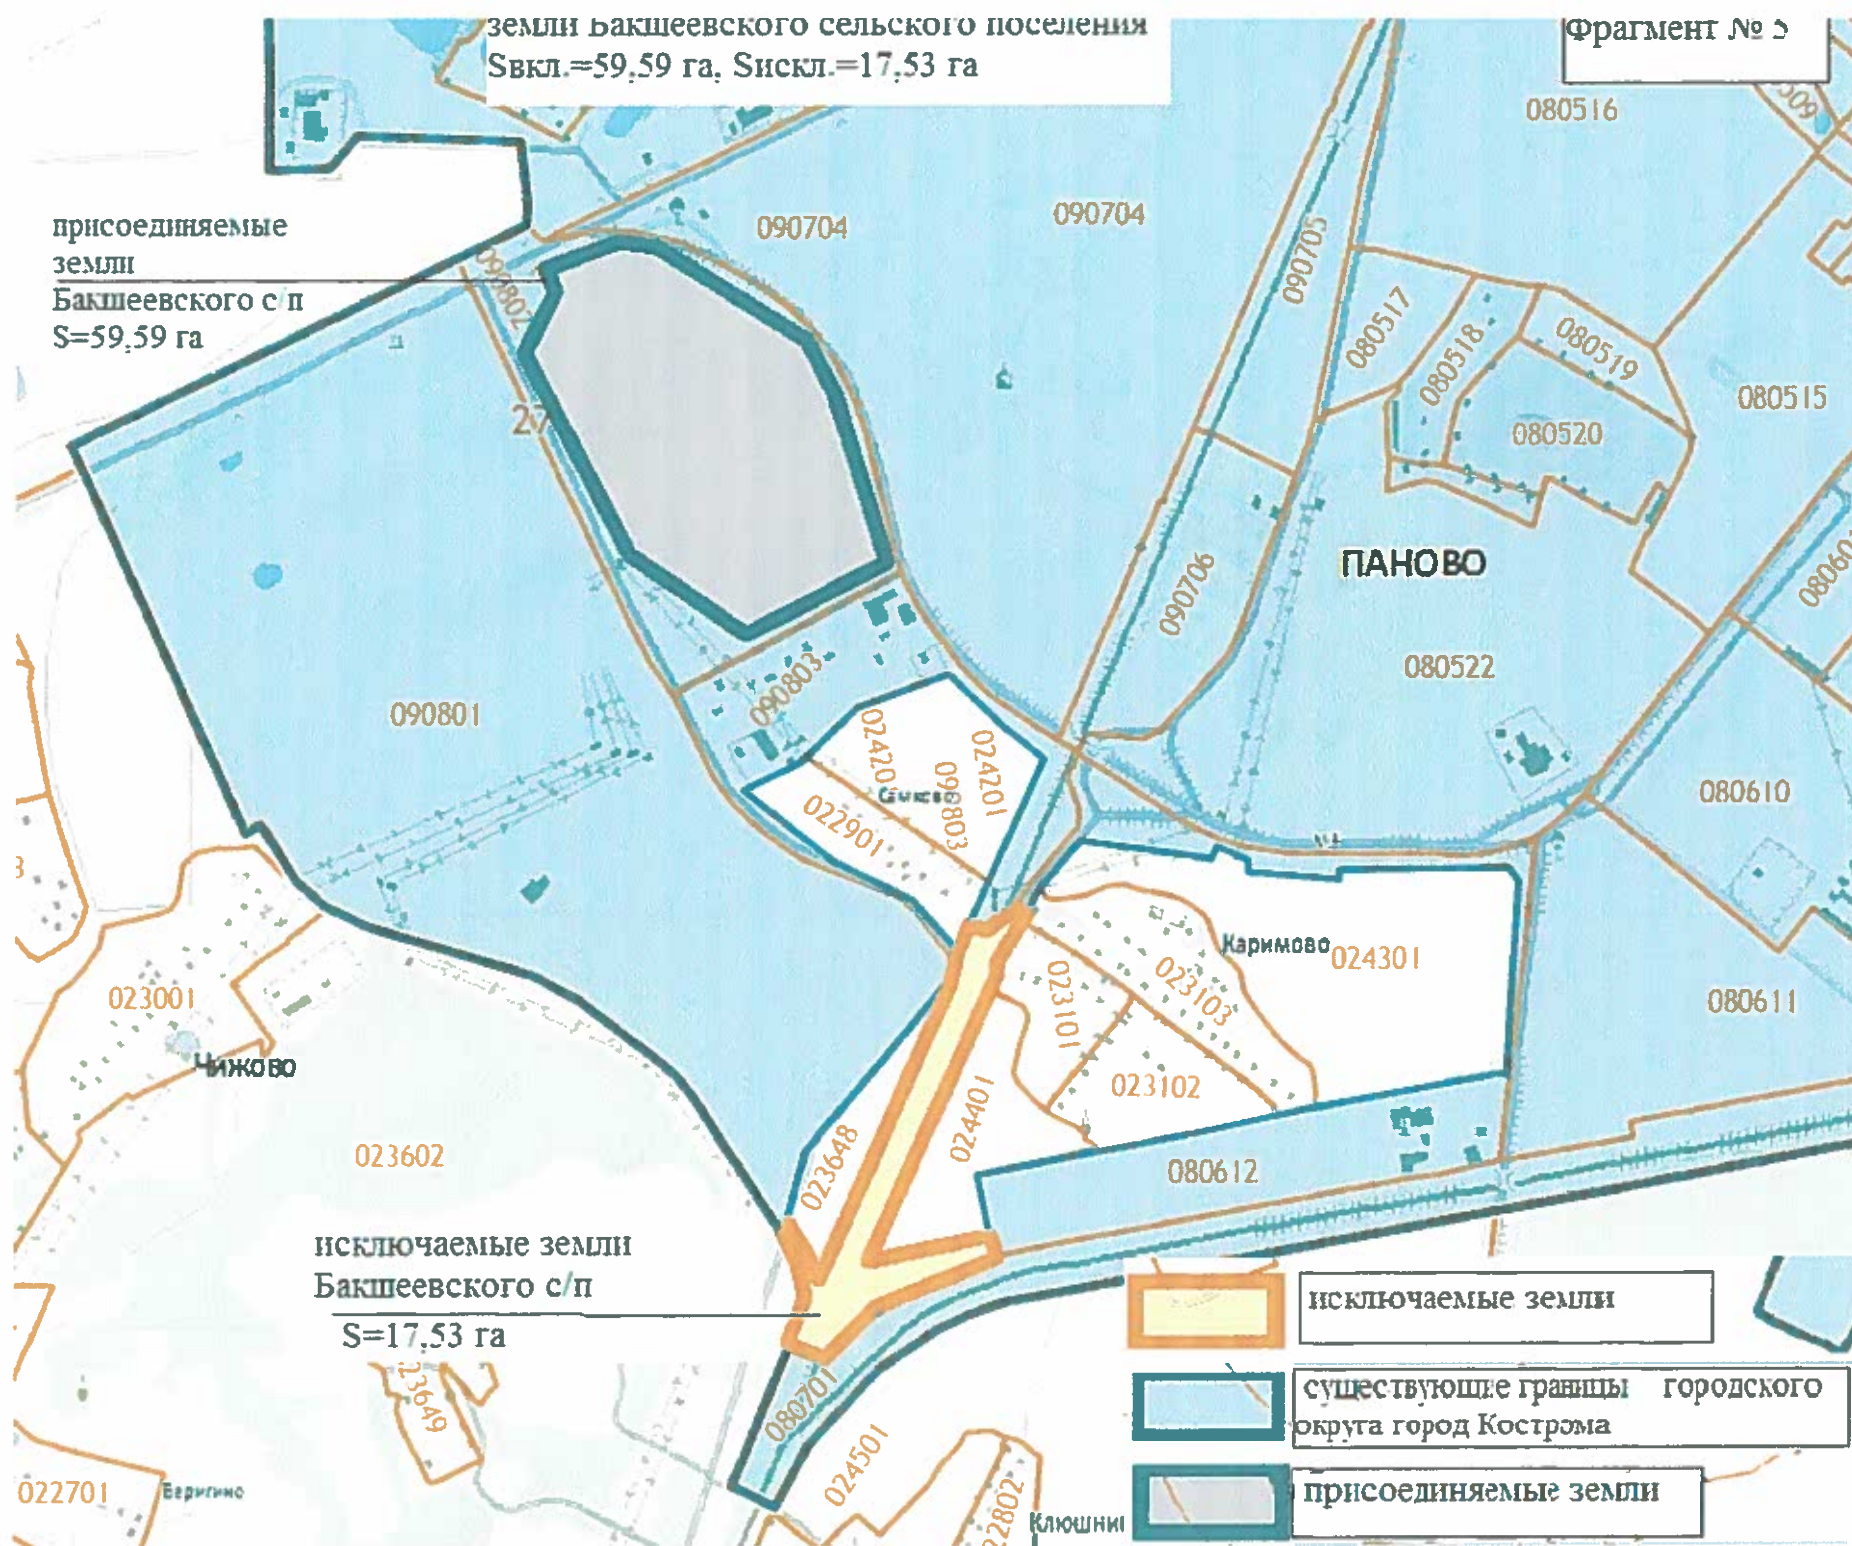 земли Бакшеевского сельского поселения
Sвкл.=59,59 га, Sискл.=17,53 га
Фрагмент № 5
080516
присоединяемые
земли
Бакшеевского с/п
S=59,59 га
090704
090704
090705
090802
27
080517
080518
080519
080515
080520
ПАНОВО
090706
080522
090801
090803
024201
024201
090803
022901
080610
Каримово
024301
023103
023101
023102
080611
023001
Чижово
023602
023648
024401
080612
исключаемые земли
Бакшеевского с/п
S=17,53 га
исключаемые земли
существующие границы городского
округа город Кострома
присоединяемые земли
080701
23649
024501
22802
022701
Беригино
Клюшни